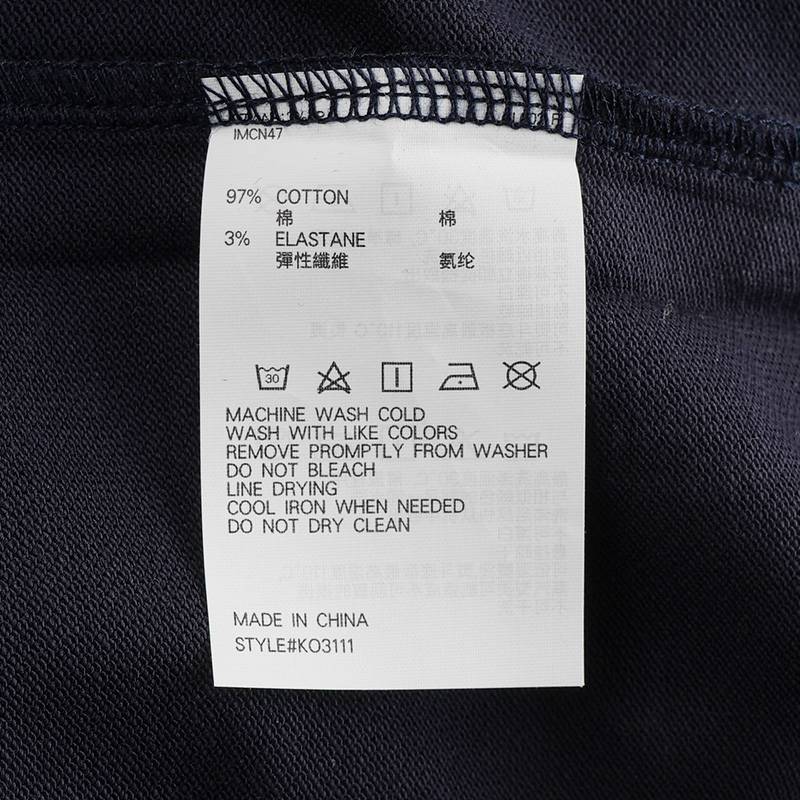 IMCN47
97% COTTON
棉 棉
3% ELASTANE
彈性纖維 氨纶
30
MACHINE WASH COLD
WASH WITH LIKE COLORS
REMOVE PROMPTLY FROM WASHER
DO NOT BLEACH
LINE DRYING
COOL IRON WHEN NEEDED
DO NOT DRY CLEAN
MADE IN CHINA
STYLE#KO3111